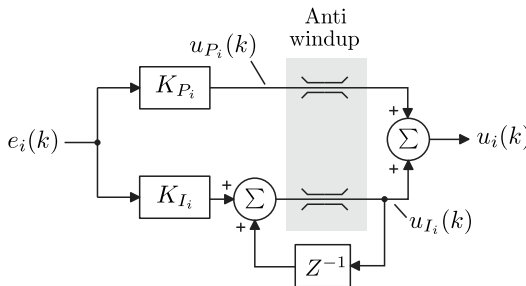 Anti
windup
u_{P_i}(k)
K_{P_i}
+
e_i(k)
Σ
u_i(k)
+
K_{I_i}
+
Σ
+
u_{I_i}(k)
Z^{-1}